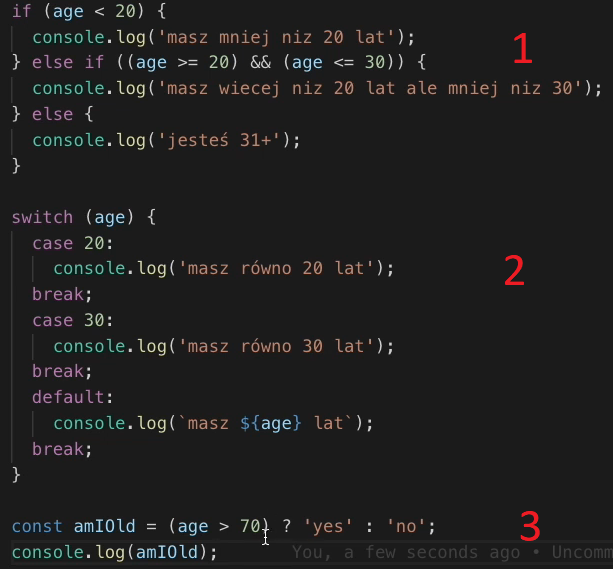 if (age < 20) {
  console.log('masz mniej niz 20 lat');
} else if ((age >= 20) && (age <= 30)) {
  console.log('masz wiecej niz 20 lat ale mniej niz 30');
} else {
  console.log('jesteś 31+');
}
1
switch (age) {
  case 20:
    console.log('masz równo 20 lat');
  break;
  case 30:
    console.log('masz równo 30 lat');
  break;
  default:
    console.log(`masz ${age} lat`);
  break;
}
2
const amIOld = (age > 70) ? 'yes' : 'no';
console.log(amIOld);  You, a few seconds ago • Uncomm
3